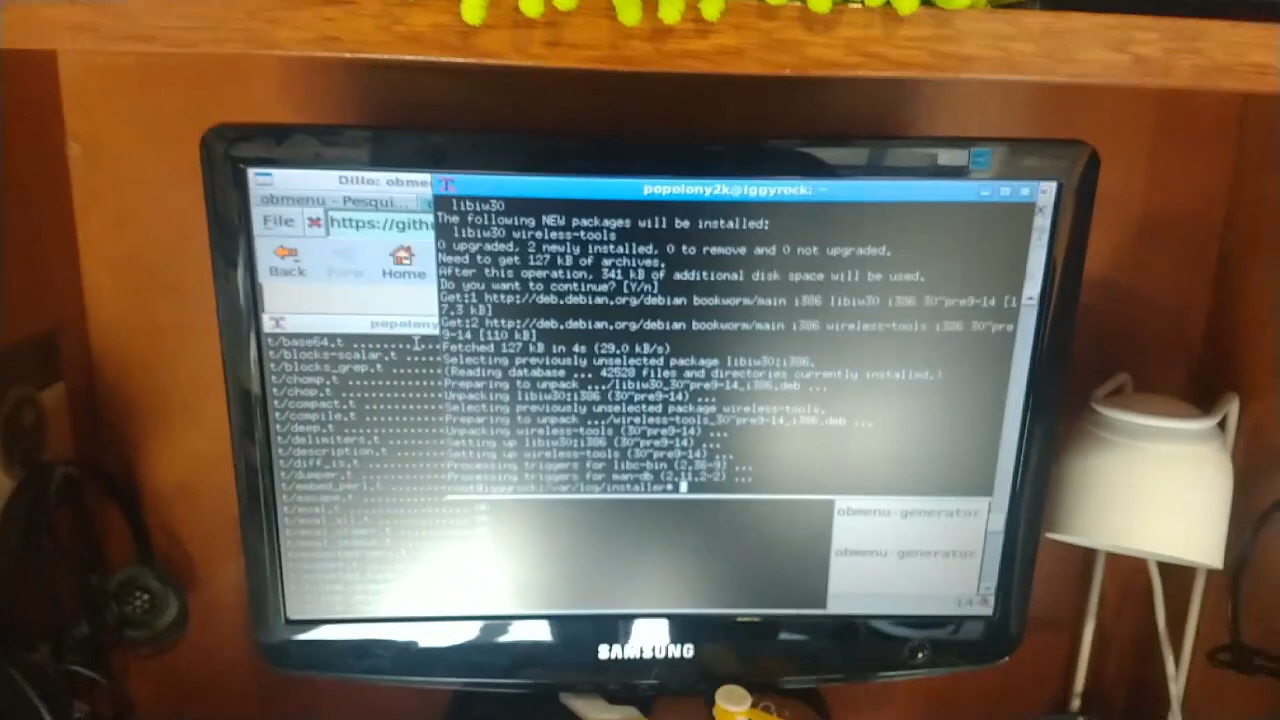 Dillo: obme
popolony2k@iggyrock: ~
obmenu - Pesqui...
File
https://gith
Back
Home
libiw30
The following NEW packages will be installed:
libiw30 wireless-tools
0 upgraded, 2 newly installed, 0 to remove and 0 not upgraded.
Need to get 127 kB of archives.
After this operation, 341 kB of additional disk space will be used.
Do you want to continue? [Y/n]
Get:1 http://deb.debian.org/debian bookworm/main i386 libiw30 i386 30~pre9-14 [1
7.3 kB]
Get:2 http://deb.debian.org/debian bookworm/main i386 wireless-tools i386 30~pre
9-14 [110 kB]
Fetched 127 kB in 4s (29.0 kB/s)
Selecting previously unselected package libiw30:i386.
(Reading database ... 42528 files and directories currently installed.)
Preparing to unpack .../libiw30_30~pre9-14_i386.deb ...
Unpacking libiw30:i386 (30~pre9-14) ...
Selecting previously unselected package wireless-tools.
Preparing to unpack .../wireless-tools_30~pre9-14_i386.deb ...
Unpacking wireless-tools (30~pre9-14) ...
Setting up libiw30:i386 (30~pre9-14) ...
Setting up wireless-tools (30~pre9-14) ...
Processing triggers for libc-bin (2.36-9) ...
Processing triggers for man-db (2.11.2-2) ...
iggyrock:/var/log/installer#
popolony
t/base64.t ..........
t/blocks-scalar.t .....
t/blocks_grep.t .......
t/chomp.t ............
t/chop.t .............
t/compact.t ..........
t/compile.t ..........
t/deep.t .............
t/delimiters.t ........
t/description.t .......
t/diff_is.t ..........
t/dumper.t ...........
t/embed_perl.t ........
t/escape.t
obmenu-generator
obmenu-generator
SAMSUNG